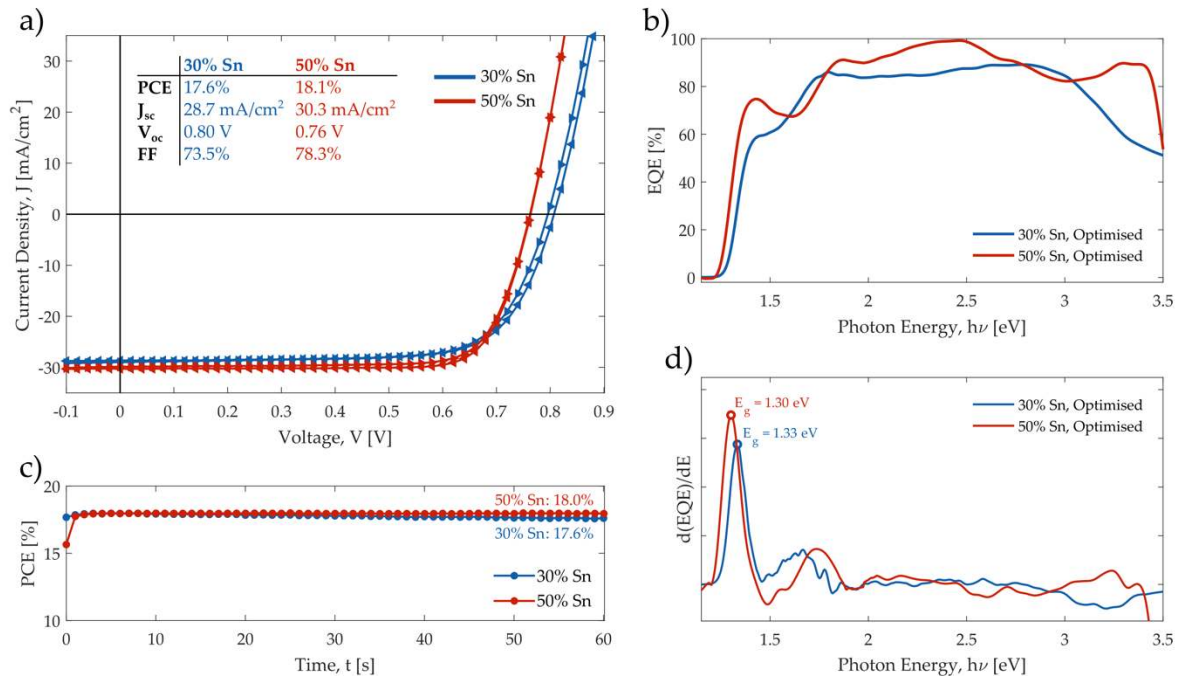 a)
30% Sn 50% Sn
PCE 17.6% 18.1%
J_sc 28.7 mA/cm² 30.3 mA/cm²
V_oc 0.80 V 0.76 V
FF 73.5% 78.3%
30% Sn
50% Sn
Current Density, J [mA/cm²]
30
20
10
0
-10
-20
-30
-0.1 0 0.1 0.2 0.3 0.4 0.5 0.6 0.7 0.8 0.9
Voltage, V [V]
b)
EQE [%]
100
80
60
40
20
0
30% Sn, Optimised
50% Sn, Optimised
1.5 2 2.5 3 3.5
Photon Energy, hν [eV]
c)
PCE [%]
20
15
10
50% Sn: 18.0%
30% Sn: 17.6%
30% Sn
50% Sn
0 10 20 30 40 50 60
Time, t [s]
d)
d(EQE)/dE
E_g = 1.30 eV
E_g = 1.33 eV
30% Sn, Optimised
50% Sn, Optimised
1.5 2 2.5 3 3.5
Photon Energy, hν [eV]